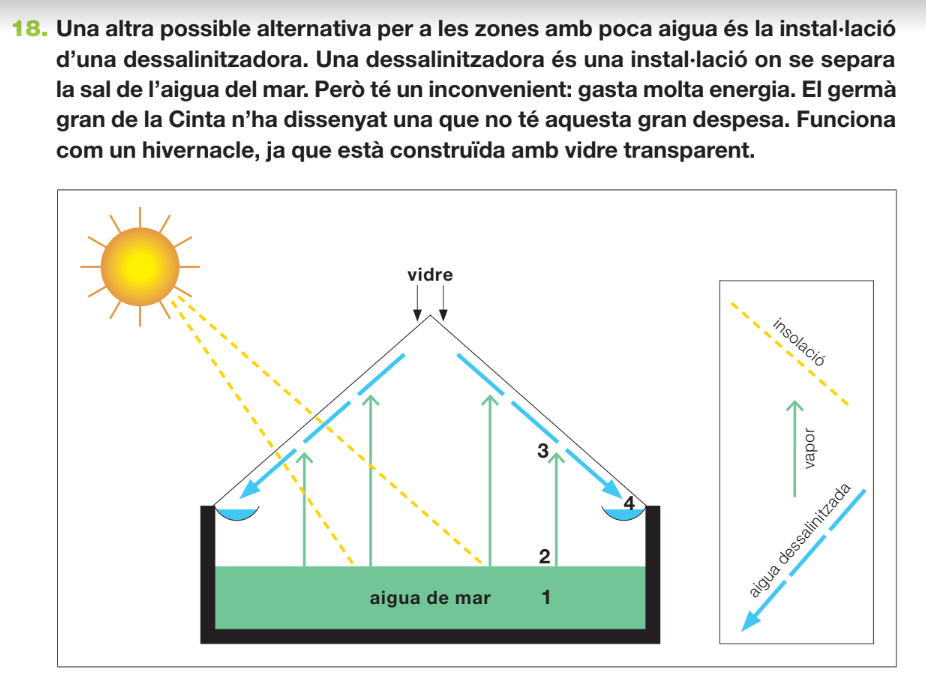 18. Una altra possible alternativa per a les zones amb poca aigua és la instal·lació
d’una dessalinitzadora. Una dessalinitzadora és una instal·lació on se separa
la sal de l’aigua del mar. Però té un inconvenient: gasta molta energia. El germà
gran de la Cinta n’ha dissenyat una que no té aquesta gran despesa. Funciona
com un hivernacle, ja que està construïda amb vidre transparent.
vidre
3
4
2
aigua de mar 1
insolació
vapor
aigua dessalinitzada